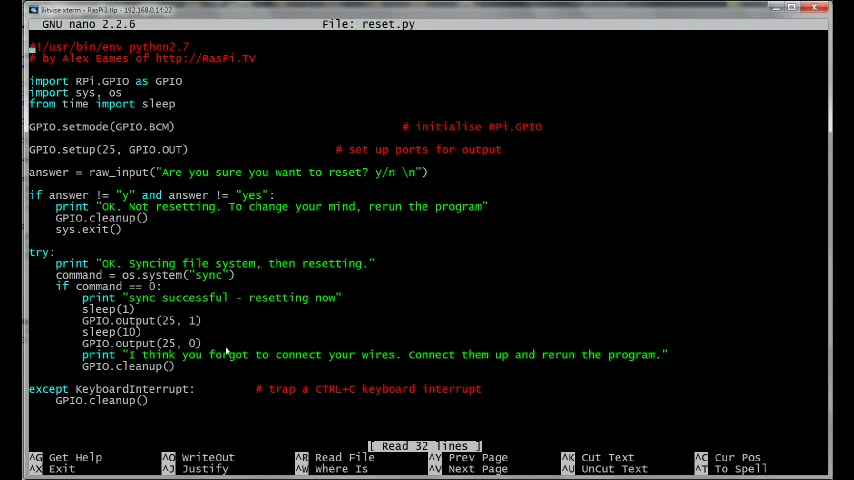 Bitvise xterm - RasPi3.tlp - 192.168.0.14:22
GNU nano 2.2.6 File: reset.py
#!/usr/bin/env python2.7
# by Alex Eames of http://RasPi.TV
import RPi.GPIO as GPIO
import sys, os
from time import sleep
GPIO.setmode(GPIO.BCM) # initialise RPi.GPIO
GPIO.setup(25, GPIO.OUT) # set up ports for output
answer = raw_input("Are you sure you want to reset? y/n \n")
if answer != "y" and answer != "yes":
print "OK. Not resetting. To change your mind, rerun the program"
GPIO.cleanup()
sys.exit()
try:
print "OK. Syncing file system, then resetting."
command = os.system("sync")
if command == 0:
print "sync successful - resetting now"
sleep(1)
GPIO.output(25, 1)
sleep(10)
GPIO.output(25, 0)
print "I think you forgot to connect your wires. Connect them up and rerun the program."
GPIO.cleanup()
except KeyboardInterrupt: # trap a CTRL+C keyboard interrupt
GPIO.cleanup()
[ Read 32 lines ]
^G Get Help ^O WriteOut ^R Read File ^Y Prev Page ^K Cut Text ^C Cur Pos
^X Exit ^J Justify ^W Where Is ^V Next Page ^U UnCut Text ^T To Spell